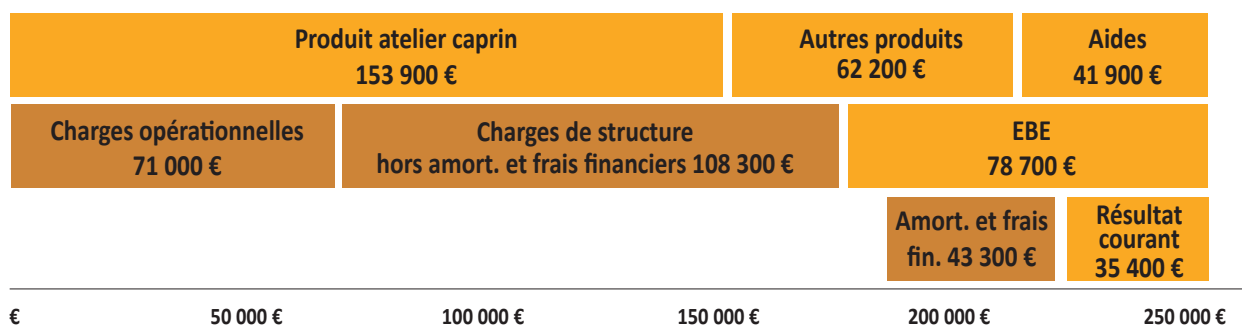 Produit atelier caprin
153 900 €
Autres produits
62 200 €
Aides
41 900 €
Charges opérationnelles
71 000 €
Charges de structure
hors amort. et frais financiers 108 300 €
EBE
78 700 €
Amort. et frais
fin. 43 300 €
Résultat
courant
35 400 €
€ 50 000 € 100 000 € 150 000 € 200 000 € 250 000 €